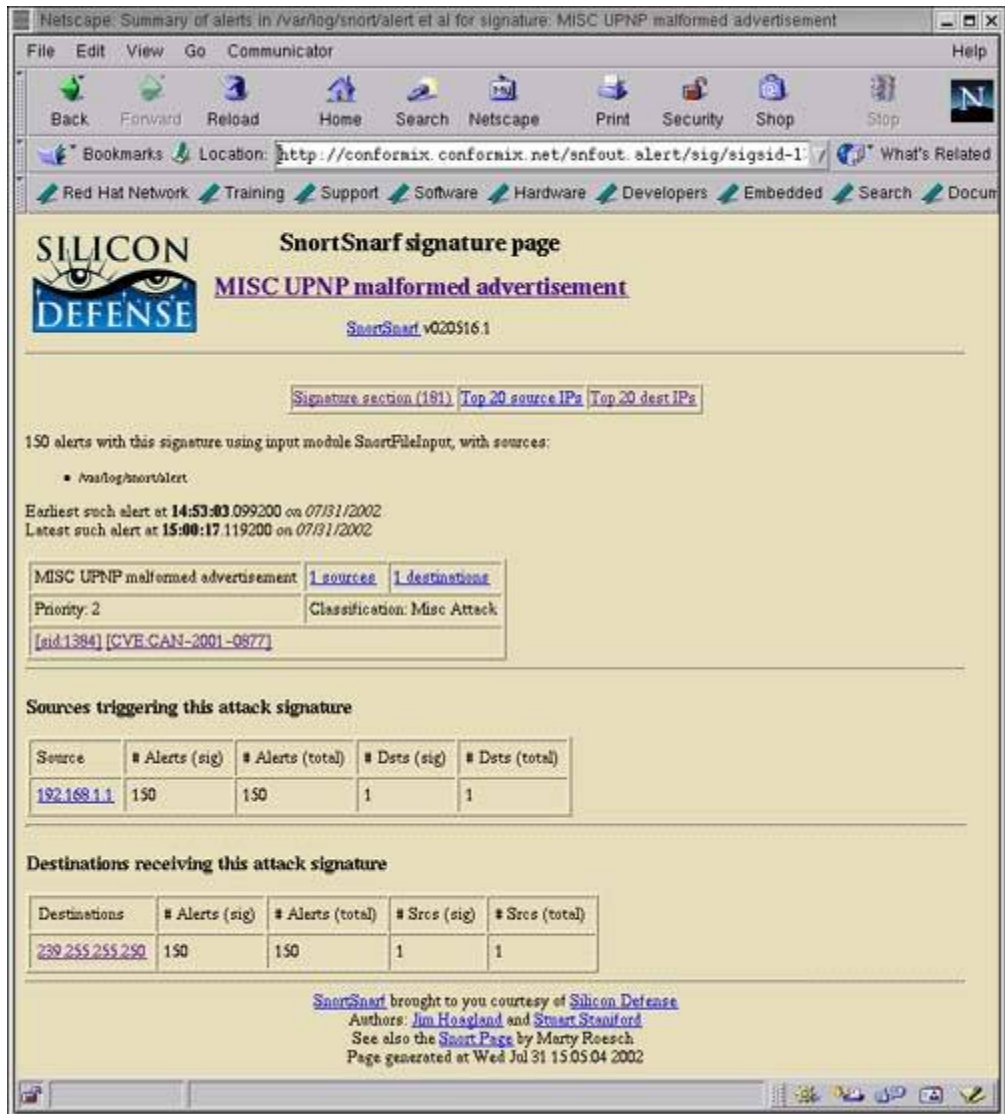 Netscape: Summary of alerts in /var/log/snort/alert et al for signature: MISC UPNP malformed advertisement
File Edit View Go Communicator Help
Back Forward Reload Home Search Netscape Print Security Shop Stop
N
Bookmarks Location: http://conformix.conformix.net/snfout.alert/sig/sigsid-1 What's Related
Red Hat Network Training Support Software Hardware Developers Embedded Search Docum
SILICON
DEFENSE
SnortSnarf signature page
MISC UPNP malformed advertisement
SnortSnarf v020516.1
Signature section (181) Top 20 source IPs Top 20 dest IPs
150 alerts with this signature using input module SnortFileInput, with sources:
• /var/log/snort/alert
Earliest such alert at 14:53:03.099200 on 07/31/2002
Latest such alert at 15:00:17.119200 on 07/31/2002
MISC UPNP malformed advertisement 1 sources 1 destinations
Priority: 2 Classification: Misc Attack
[sid:1384] [CVE:CAN-2001-0877]
Sources triggering this attack signature
Source # Alerts (sig) # Alerts (total) # Dsts (sig) # Dsts (total)
192.168.1.1 150 150 1 1
Destinations receiving this attack signature
Destinations # Alerts (sig) # Alerts (total) # Srcs (sig) # Srcs (total)
239.255.255.250 150 150 1 1
SnortSnarf brought to you courtesy of Silicon Defense
Authors: Jim Hoagland and Stuart Staniford
See also the Snort Page by Marty Roesch
Page generated at Wed Jul 31 15:05:04 2002